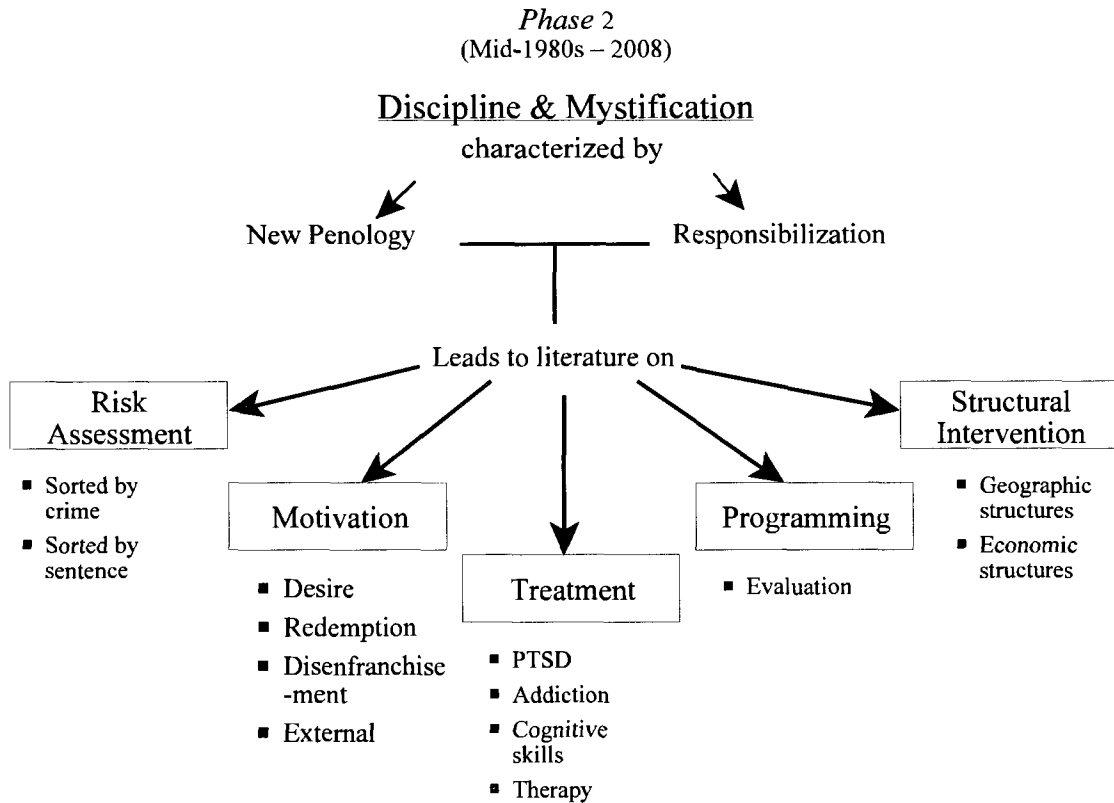 Phase 2
(Mid-1980s – 2008)
Discipline & Mystification
characterized by
New Penology
Responsibilization
Leads to literature on
Risk
Assessment
▪ Sorted by
crime
▪ Sorted by
sentence
Motivation
▪ Desire
▪ Redemption
▪ Disenfranchise
-ment
▪ External
Treatment
▪ PTSD
▪ Addiction
▪ Cognitive
skills
▪ Therapy
Programming
▪ Evaluation
Structural
Intervention
▪ Geographic
structures
▪ Economic
structures